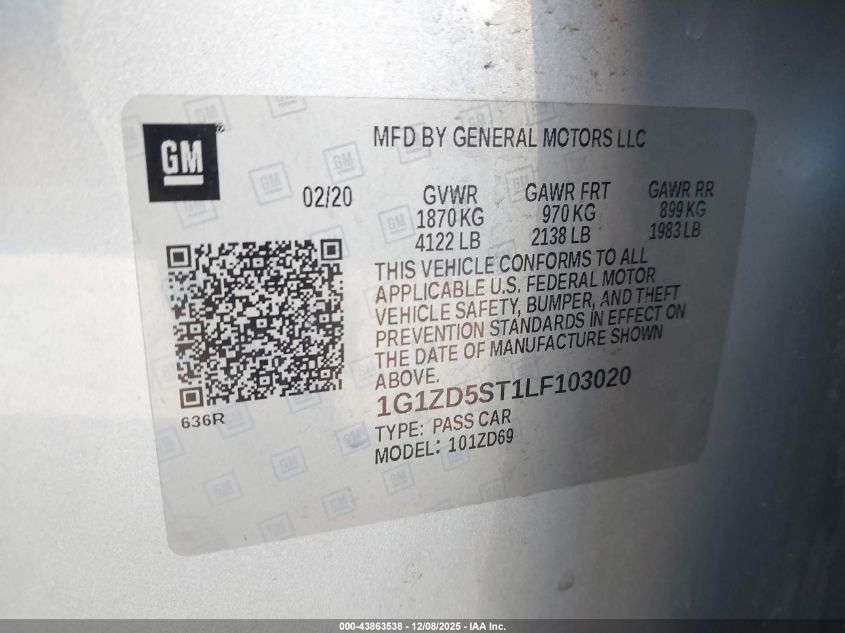 GM
MFD BY GENERAL MOTORS LLC
02/20
GVWR
1870 KG
4122 LB
GAWR FRT
970 KG
2138 LB
GAWR RR
899 KG
1983 LB
THIS VEHICLE CONFORMS TO ALL
APPLICABLE U.S. FEDERAL MOTOR
VEHICLE SAFETY, BUMPER, AND THEFT
PREVENTION STANDARDS IN EFFECT ON
THE DATE OF MANUFACTURE SHOWN
ABOVE.
1G1ZD5ST1LF103020
TYPE: PASS CAR
MODEL: 101ZD69
636R
000-43863538 - 12/08/2025 - IAA Inc.